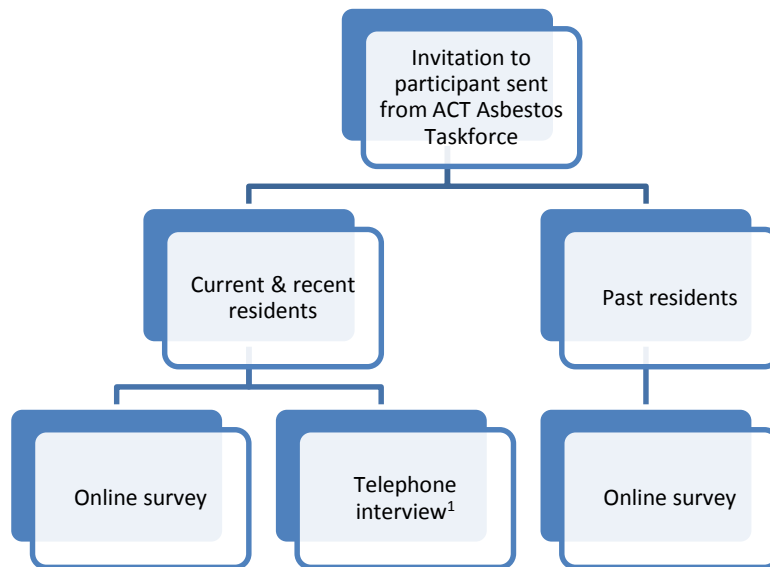 Invitation to
participant sent
from ACT Asbestos
Taskforce
Current & recent
residents
Past residents
Online survey
Telephone
interview¹
Online survey